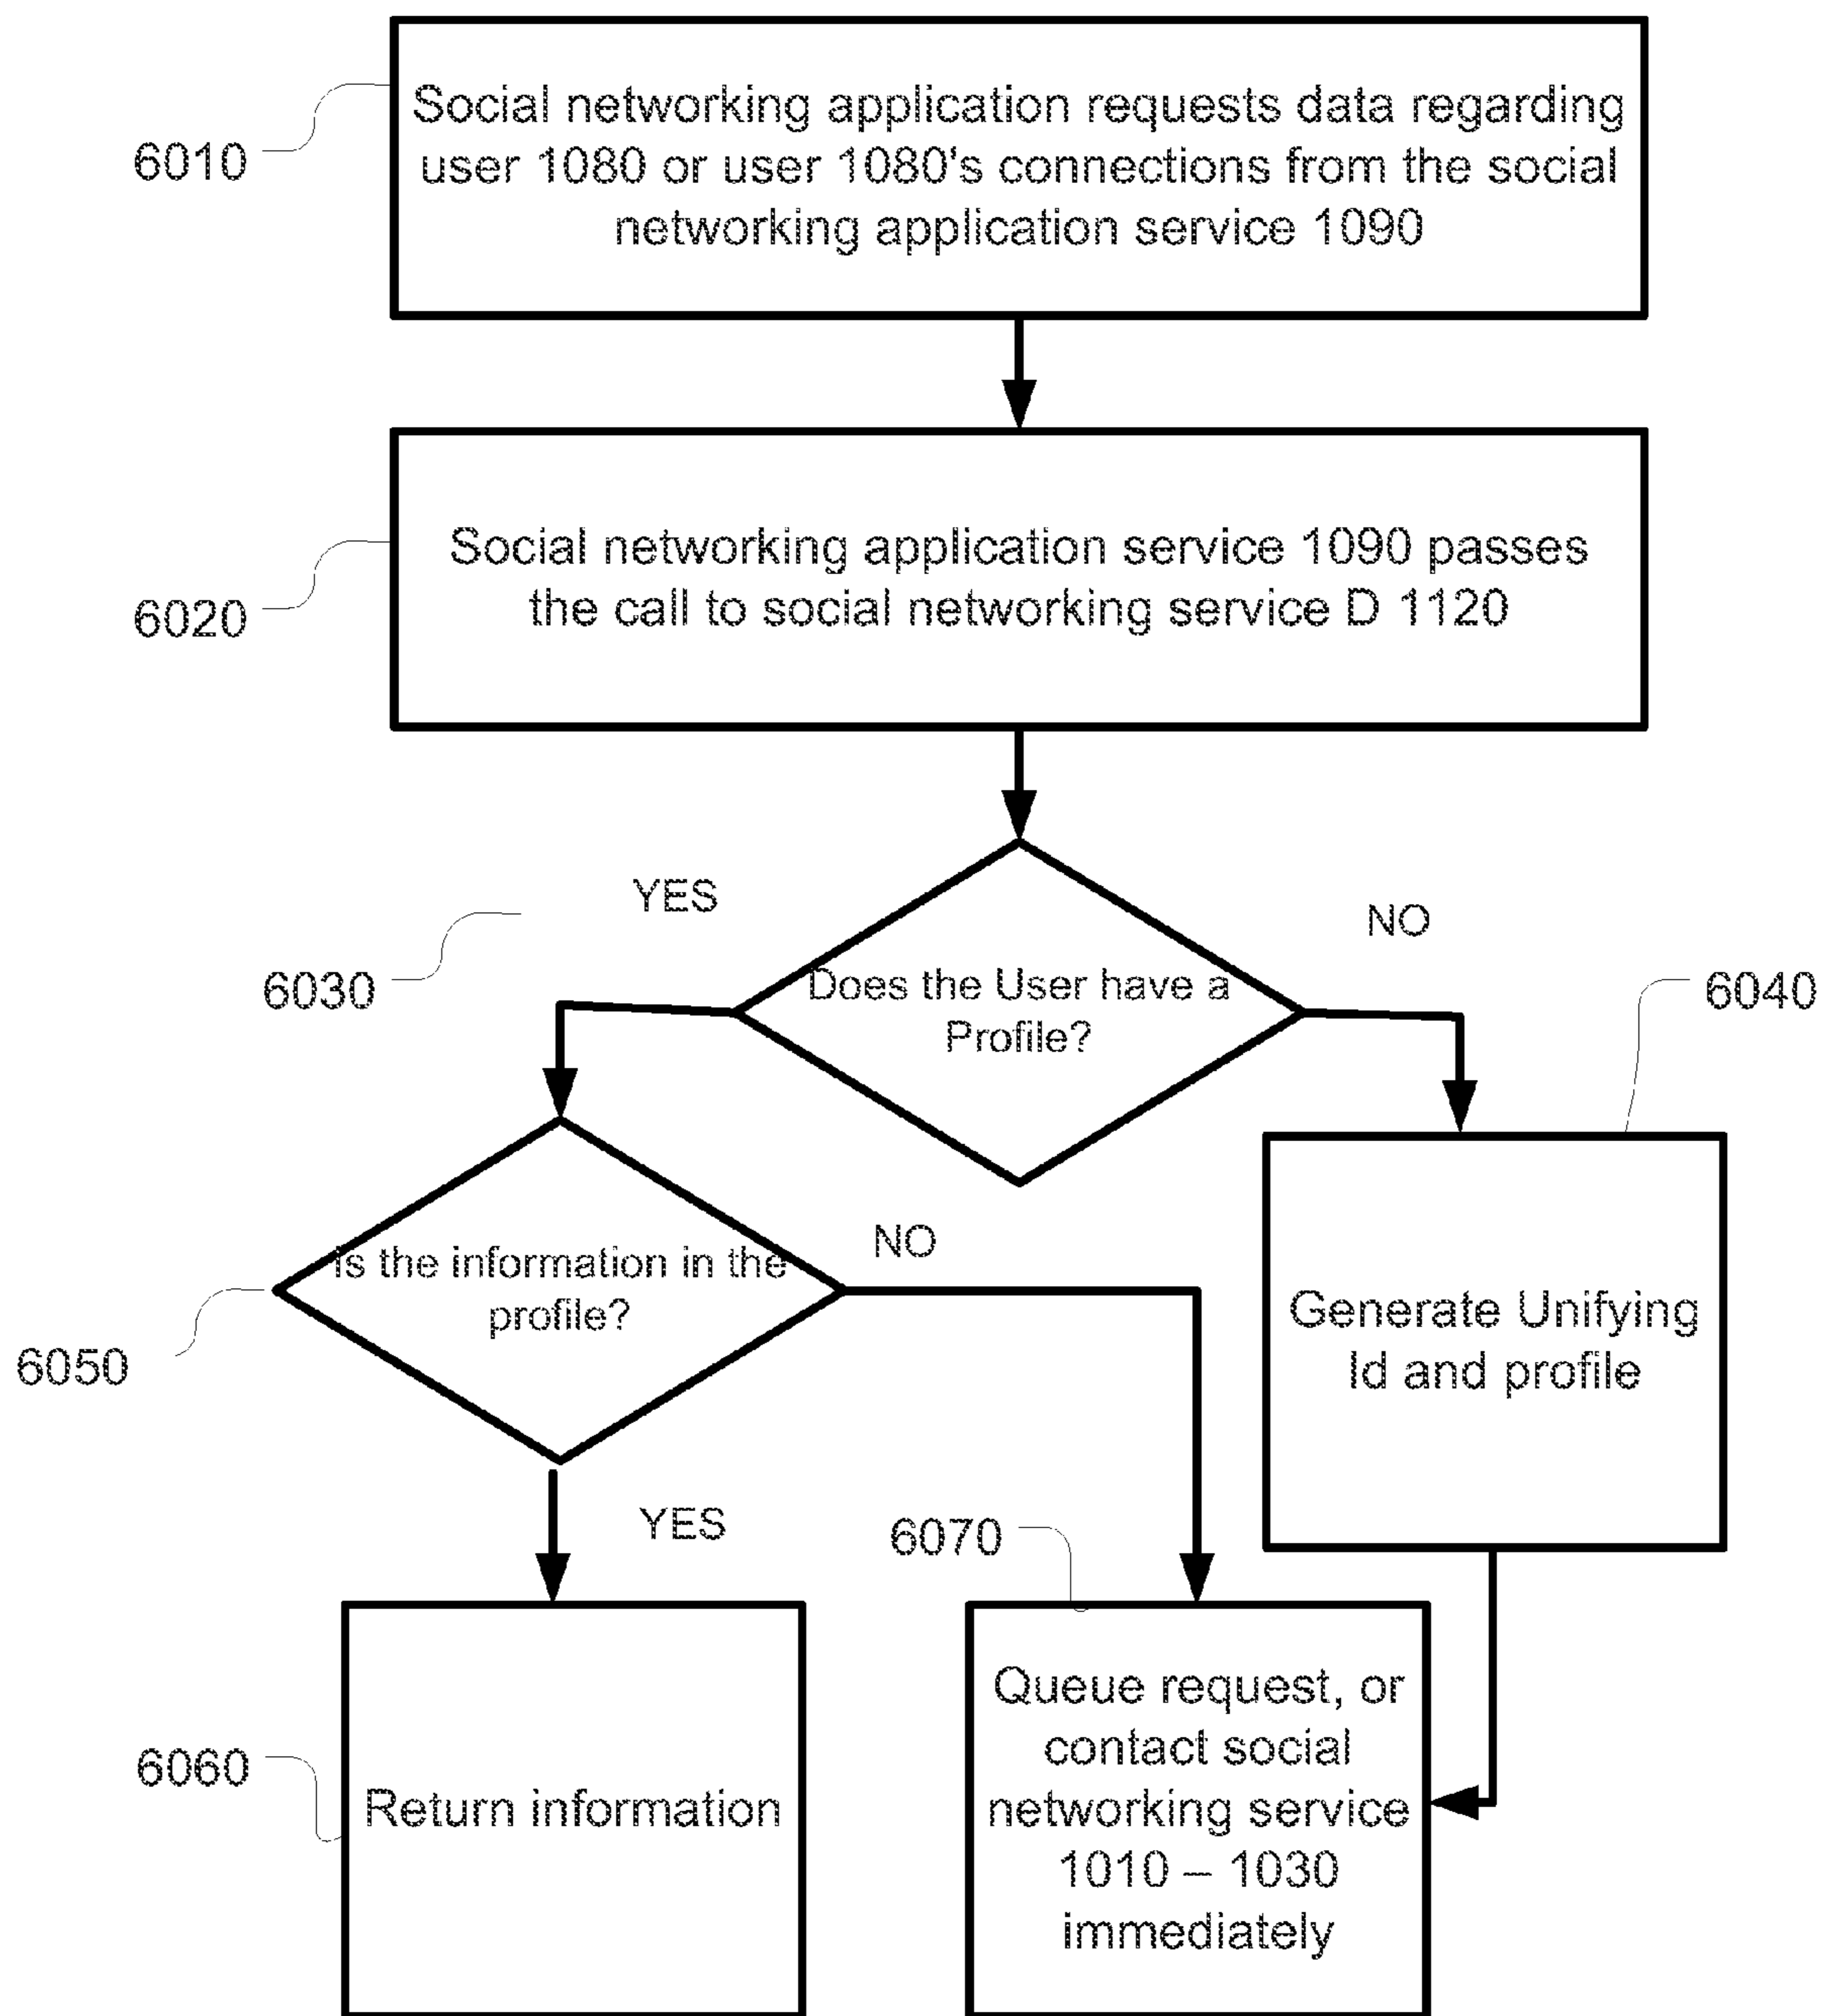 Social networking application requests data regarding
user 1080 or user 1080's connections from the social
networking application service 1090
6010
Social networking application service 1090 passes
the call to social networking service D 1120
6020
YES
NO
6030
Does the User have a
Profile?
6040
Is the information in the
profile?
NO
6050
Generate Unifying
Id and profile
YES
6070
6060
Return information
Queue request, or
contact social
networking service
1010 – 1030
immediately